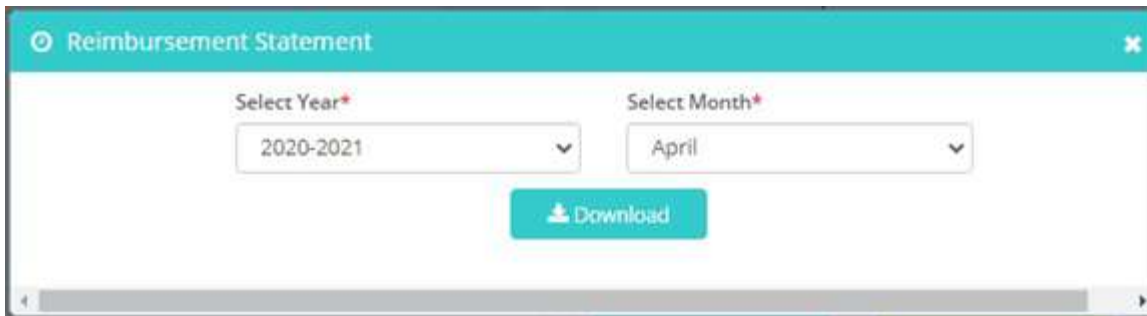 Reimbursement Statement
Select Year* Select Month*
2020-2021 April
Download